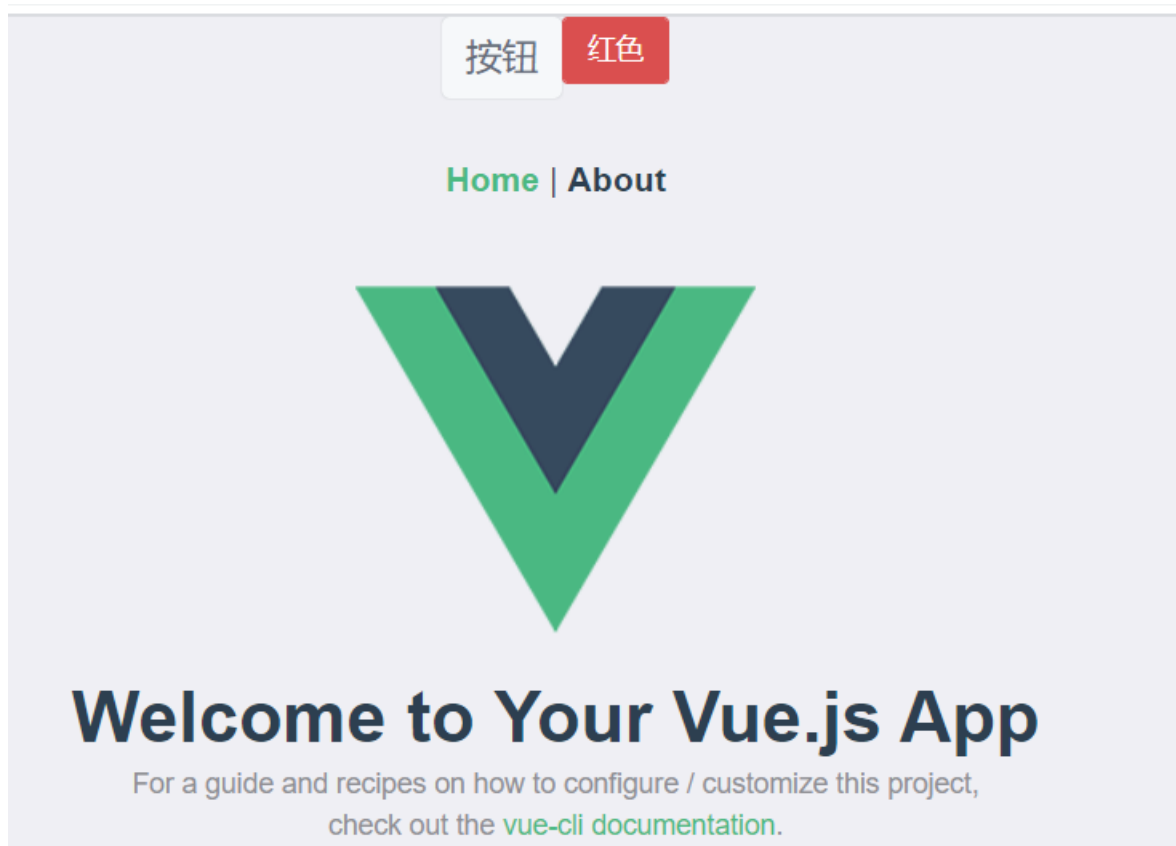 按钮 红色
Home | About
Welcome to Your Vue.js App
For a guide and recipes on how to configure / customize this project,
check out the vue-cli documentation.